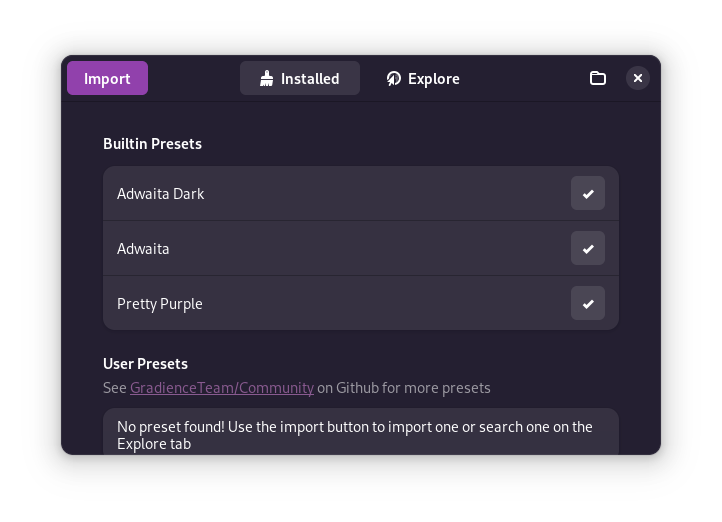 Import
Installed
Explore
Builtin Presets
Adwaita Dark
Adwaita
Pretty Purple
User Presets
See GradienceTeam/Community on Github for more presets
No preset found! Use the import button to import one or search one on the
Explore tab